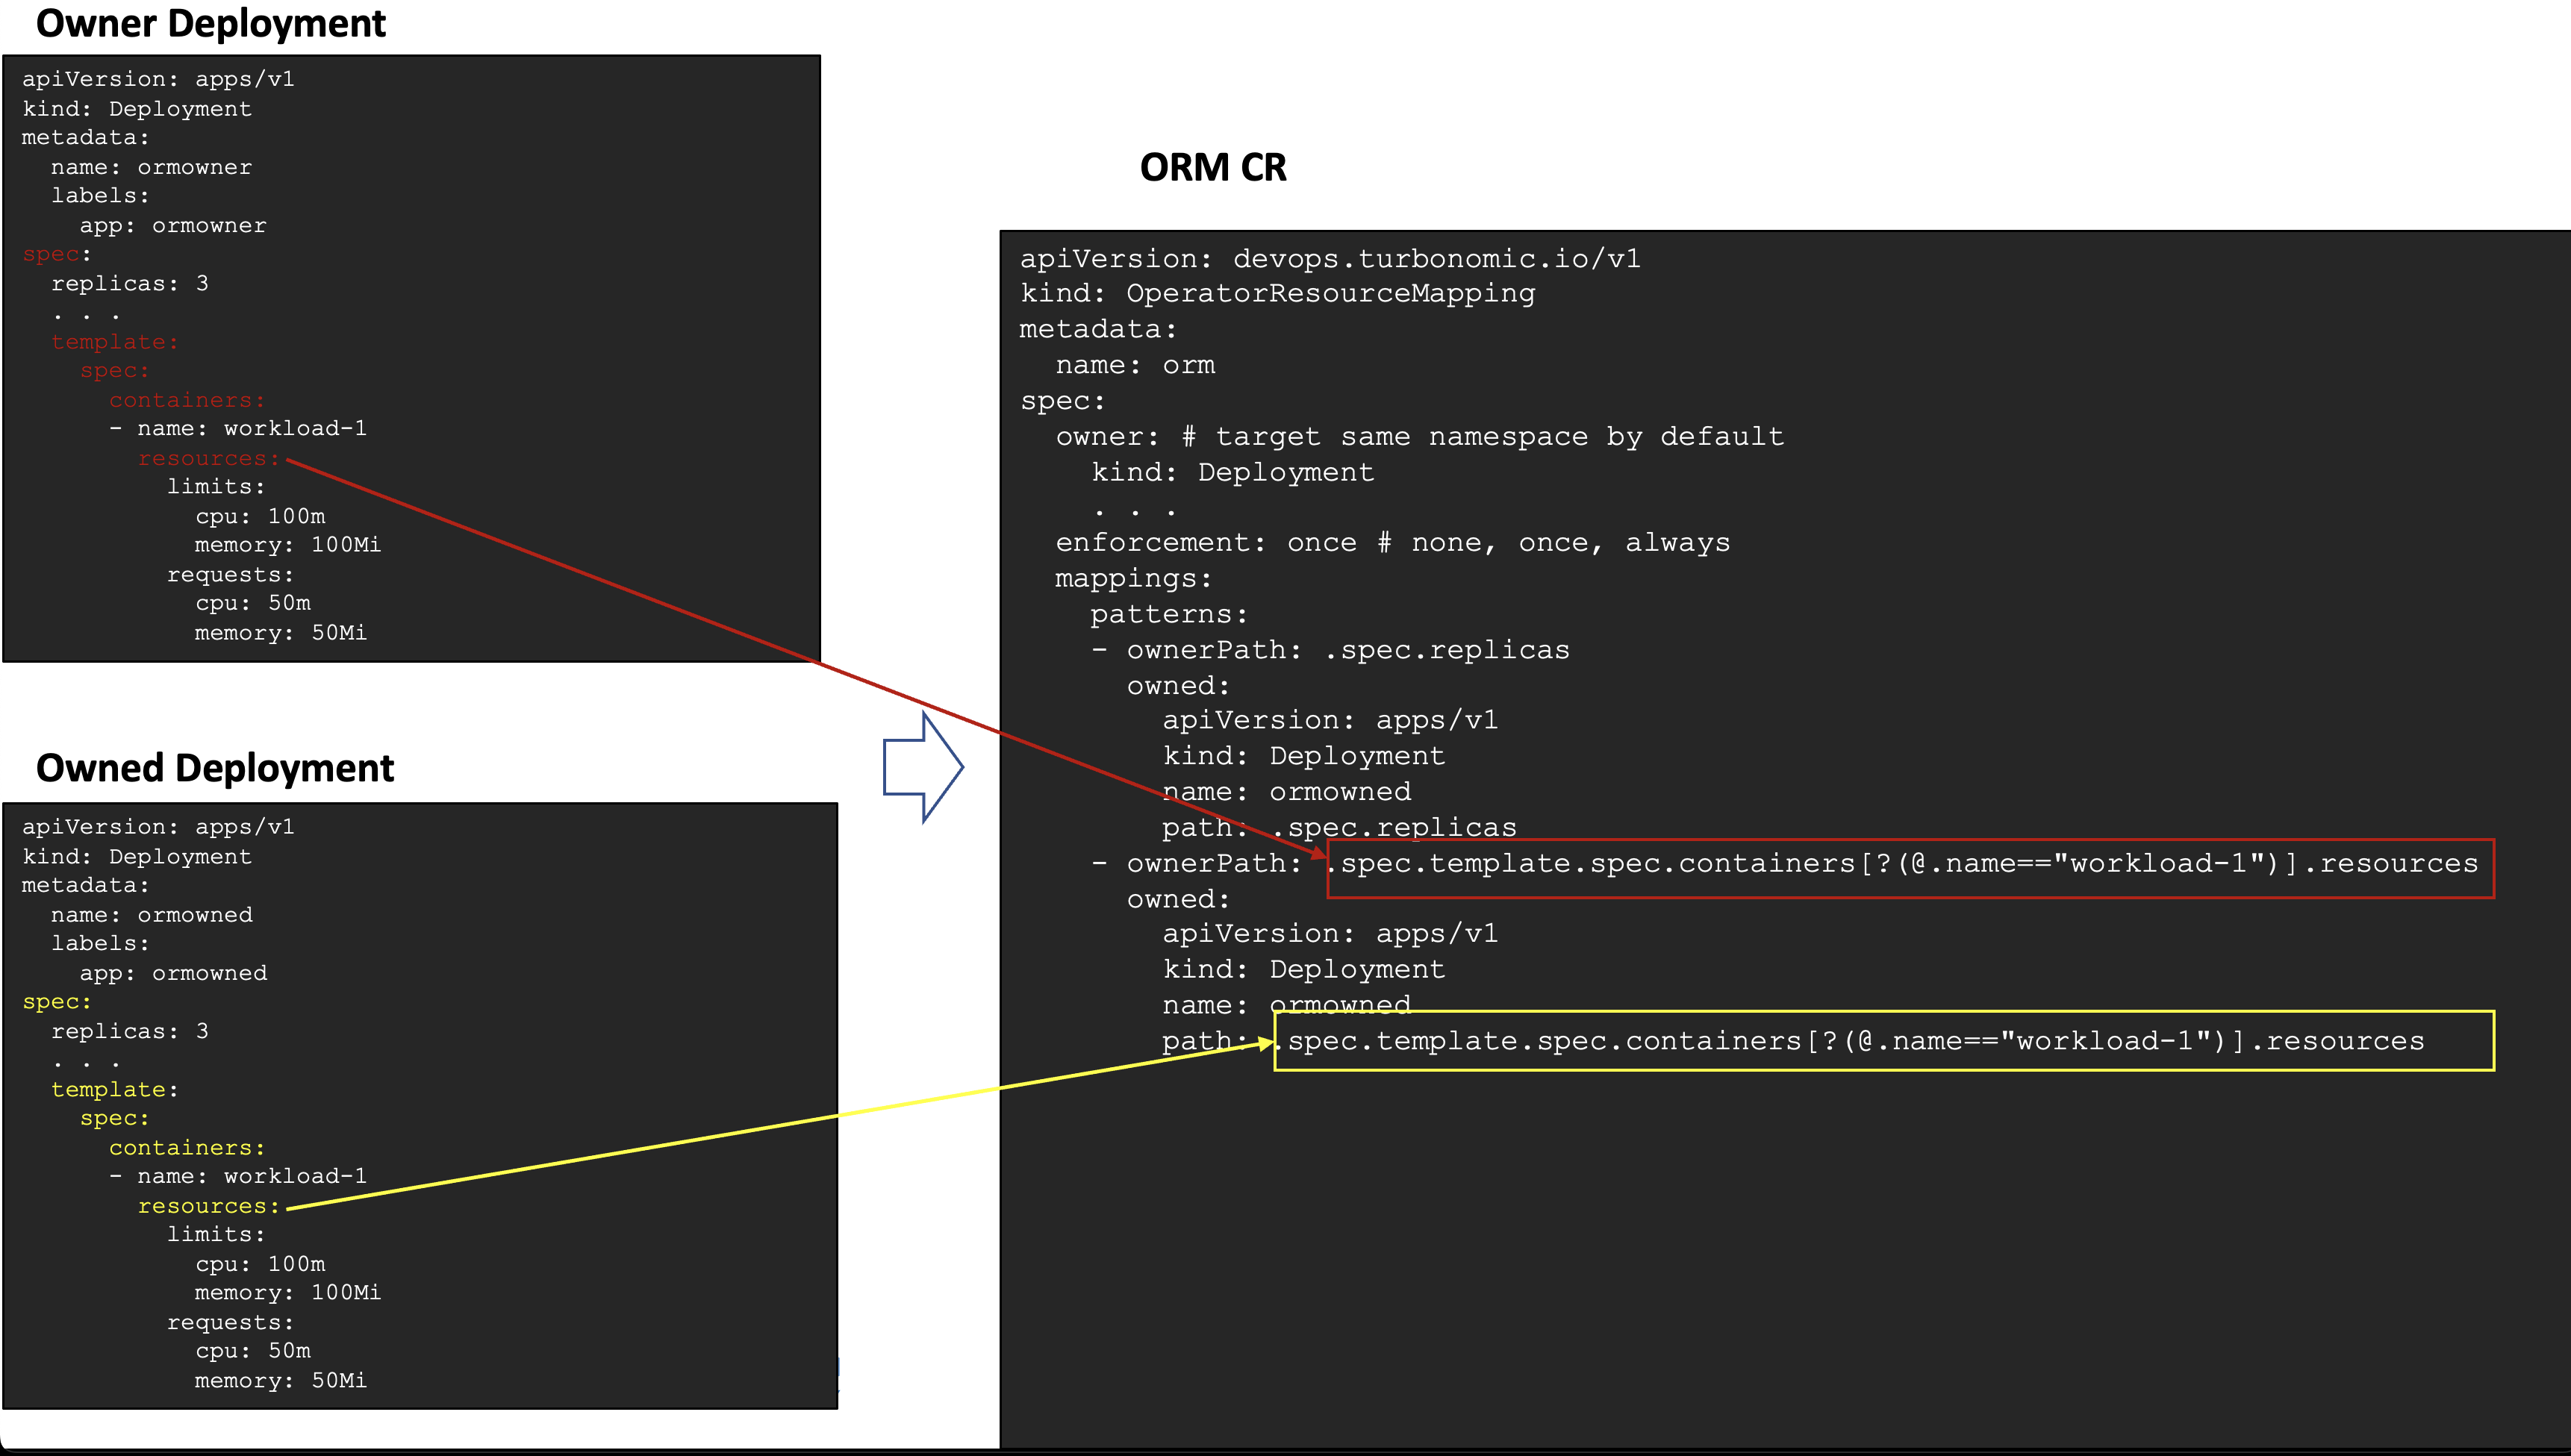 Owner Deployment
apiVersion: apps/v1
kind: Deployment
metadata:
  name: ormowner
  labels:
    app: ormowner
spec:
  replicas: 3
  . . .
  template:
    spec:
      containers:
      - name: workload-1
        resources:
          limits:
            cpu: 100m
            memory: 100Mi
          requests:
            cpu: 50m
            memory: 50Mi
Owned Deployment
apiVersion: apps/v1
kind: Deployment
metadata:
  name: ormowned
  labels:
    app: ormowned
spec:
  replicas: 3
  . . .
  template:
    spec:
      containers:
      - name: workload-1
        resources:
          limits:
            cpu: 100m
            memory: 100Mi
          requests:
            cpu: 50m
            memory: 50Mi
ORM CR
apiVersion: devops.turbonomic.io/v1
kind: OperatorResourceMapping
metadata:
  name: orm
spec:
  owner: # target same namespace by default
    kind: Deployment
    . . .
  enforcement: once # none, once, always
  mappings:
    patterns:
    - ownerPath: .spec.replicas
      owned:
        apiVersion: apps/v1
        kind: Deployment
        name: ormowned
        path: .spec.replicas
    - ownerPath: .spec.template.spec.containers[?(@.name=="workload-1")].resources
      owned:
        apiVersion: apps/v1
        kind: Deployment
        name: ormowned
        path: .spec.template.spec.containers[?(@.name=="workload-1")].resources